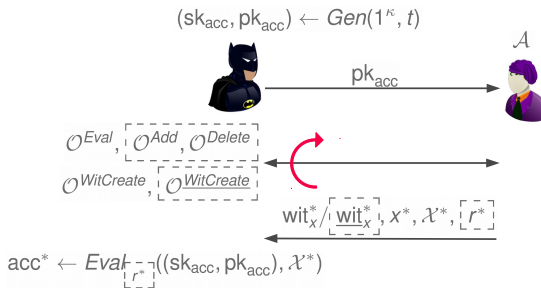 (sk_acc, pk_acc) ← Gen(1^κ, t)
𝒜
pk_acc
𝒪^Eval, 𝒪^Add, 𝒪^Delete
𝒪^WitCreate, 𝒪^<u>WitCreate</u>
wit*_x / <u>wit</u>*_x, x*, 𝒳*, r*
acc* ← Eval_r*((sk_acc, pk_acc), 𝒳*)